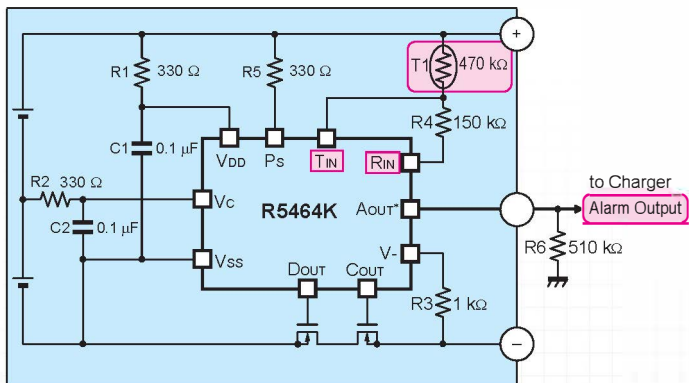 +
R1 330 Ω
R5 330 Ω
T1 470 kΩ
R4 150 kΩ
C1 0.1 µF
VDD
PS
TIN
RIN
R2 330 Ω
VC
R5464K
AOUT*
to Charger
Alarm Output
C2 0.1 µF
R6 510 kΩ
V-
VSS
DOUT
COUT
R3 1 kΩ
−